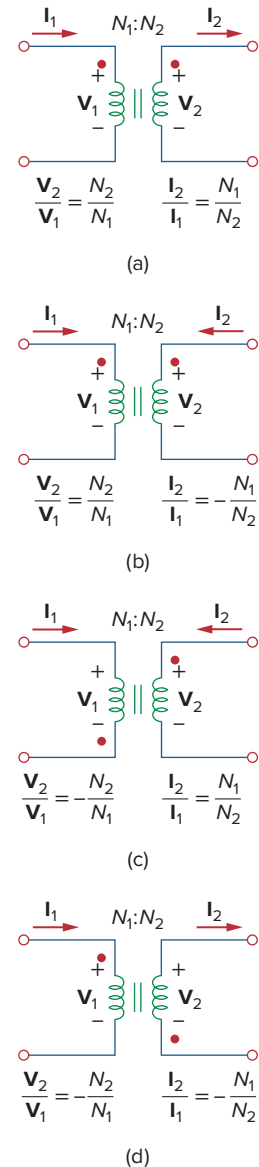 I₁ N₁:N₂ I₂
+ +
V₁ V₂
− −
V₂/V₁ = N₂/N₁ I₂/I₁ = N₁/N₂
(a)
I₁ N₁:N₂ I₂
+ +
V₁ V₂
− −
V₂/V₁ = N₂/N₁ I₂/I₁ = −N₁/N₂
(b)
I₁ N₁:N₂ I₂
+ +
V₁ V₂
− −
V₂/V₁ = −N₂/N₁ I₂/I₁ = N₁/N₂
(c)
I₁ N₁:N₂ I₂
+ +
V₁ V₂
− −
V₂/V₁ = −N₂/N₁ I₂/I₁ = −N₁/N₂
(d)